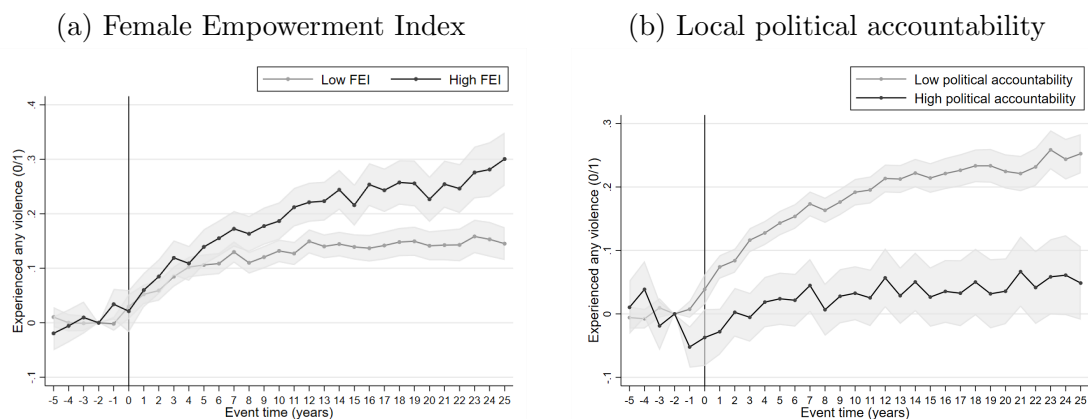 (a) Female Empowerment Index
Low FEI
High FEI
Experienced any violence (0/1)
.4
.3
.2
.1
0
-.1
-5 -4 -3 -2 -1 0 1 2 3 4 5 6 7 8 9 10 11 12 13 14 15 16 17 18 19 20 21 22 23 24 25
Event time (years)
(b) Local political accountability
Low political accountability
High political accountability
Experienced any violence (0/1)
.3
.2
.1
0
-.1
-5 -4 -3 -2 -1 0 1 2 3 4 5 6 7 8 9 10 11 12 13 14 15 16 17 18 19 20 21 22 23 24 25
Event time (years)